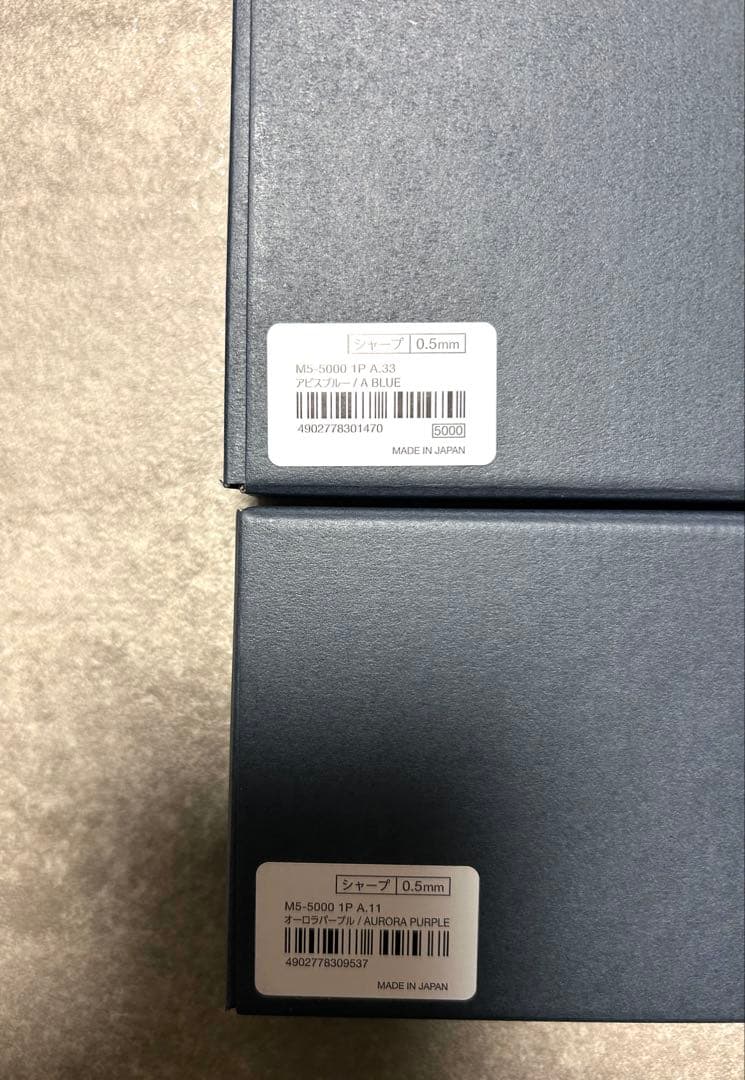 シャープ 0.5mm
M5-5000 1P A.33
アビスブルー / A BLUE
4902778301470 5000
MADE IN JAPAN
シャープ 0.5mm
M5-5000 1P A.11
オーロラパープル / AURORA PURPLE
4902778309537
MADE IN JAPAN